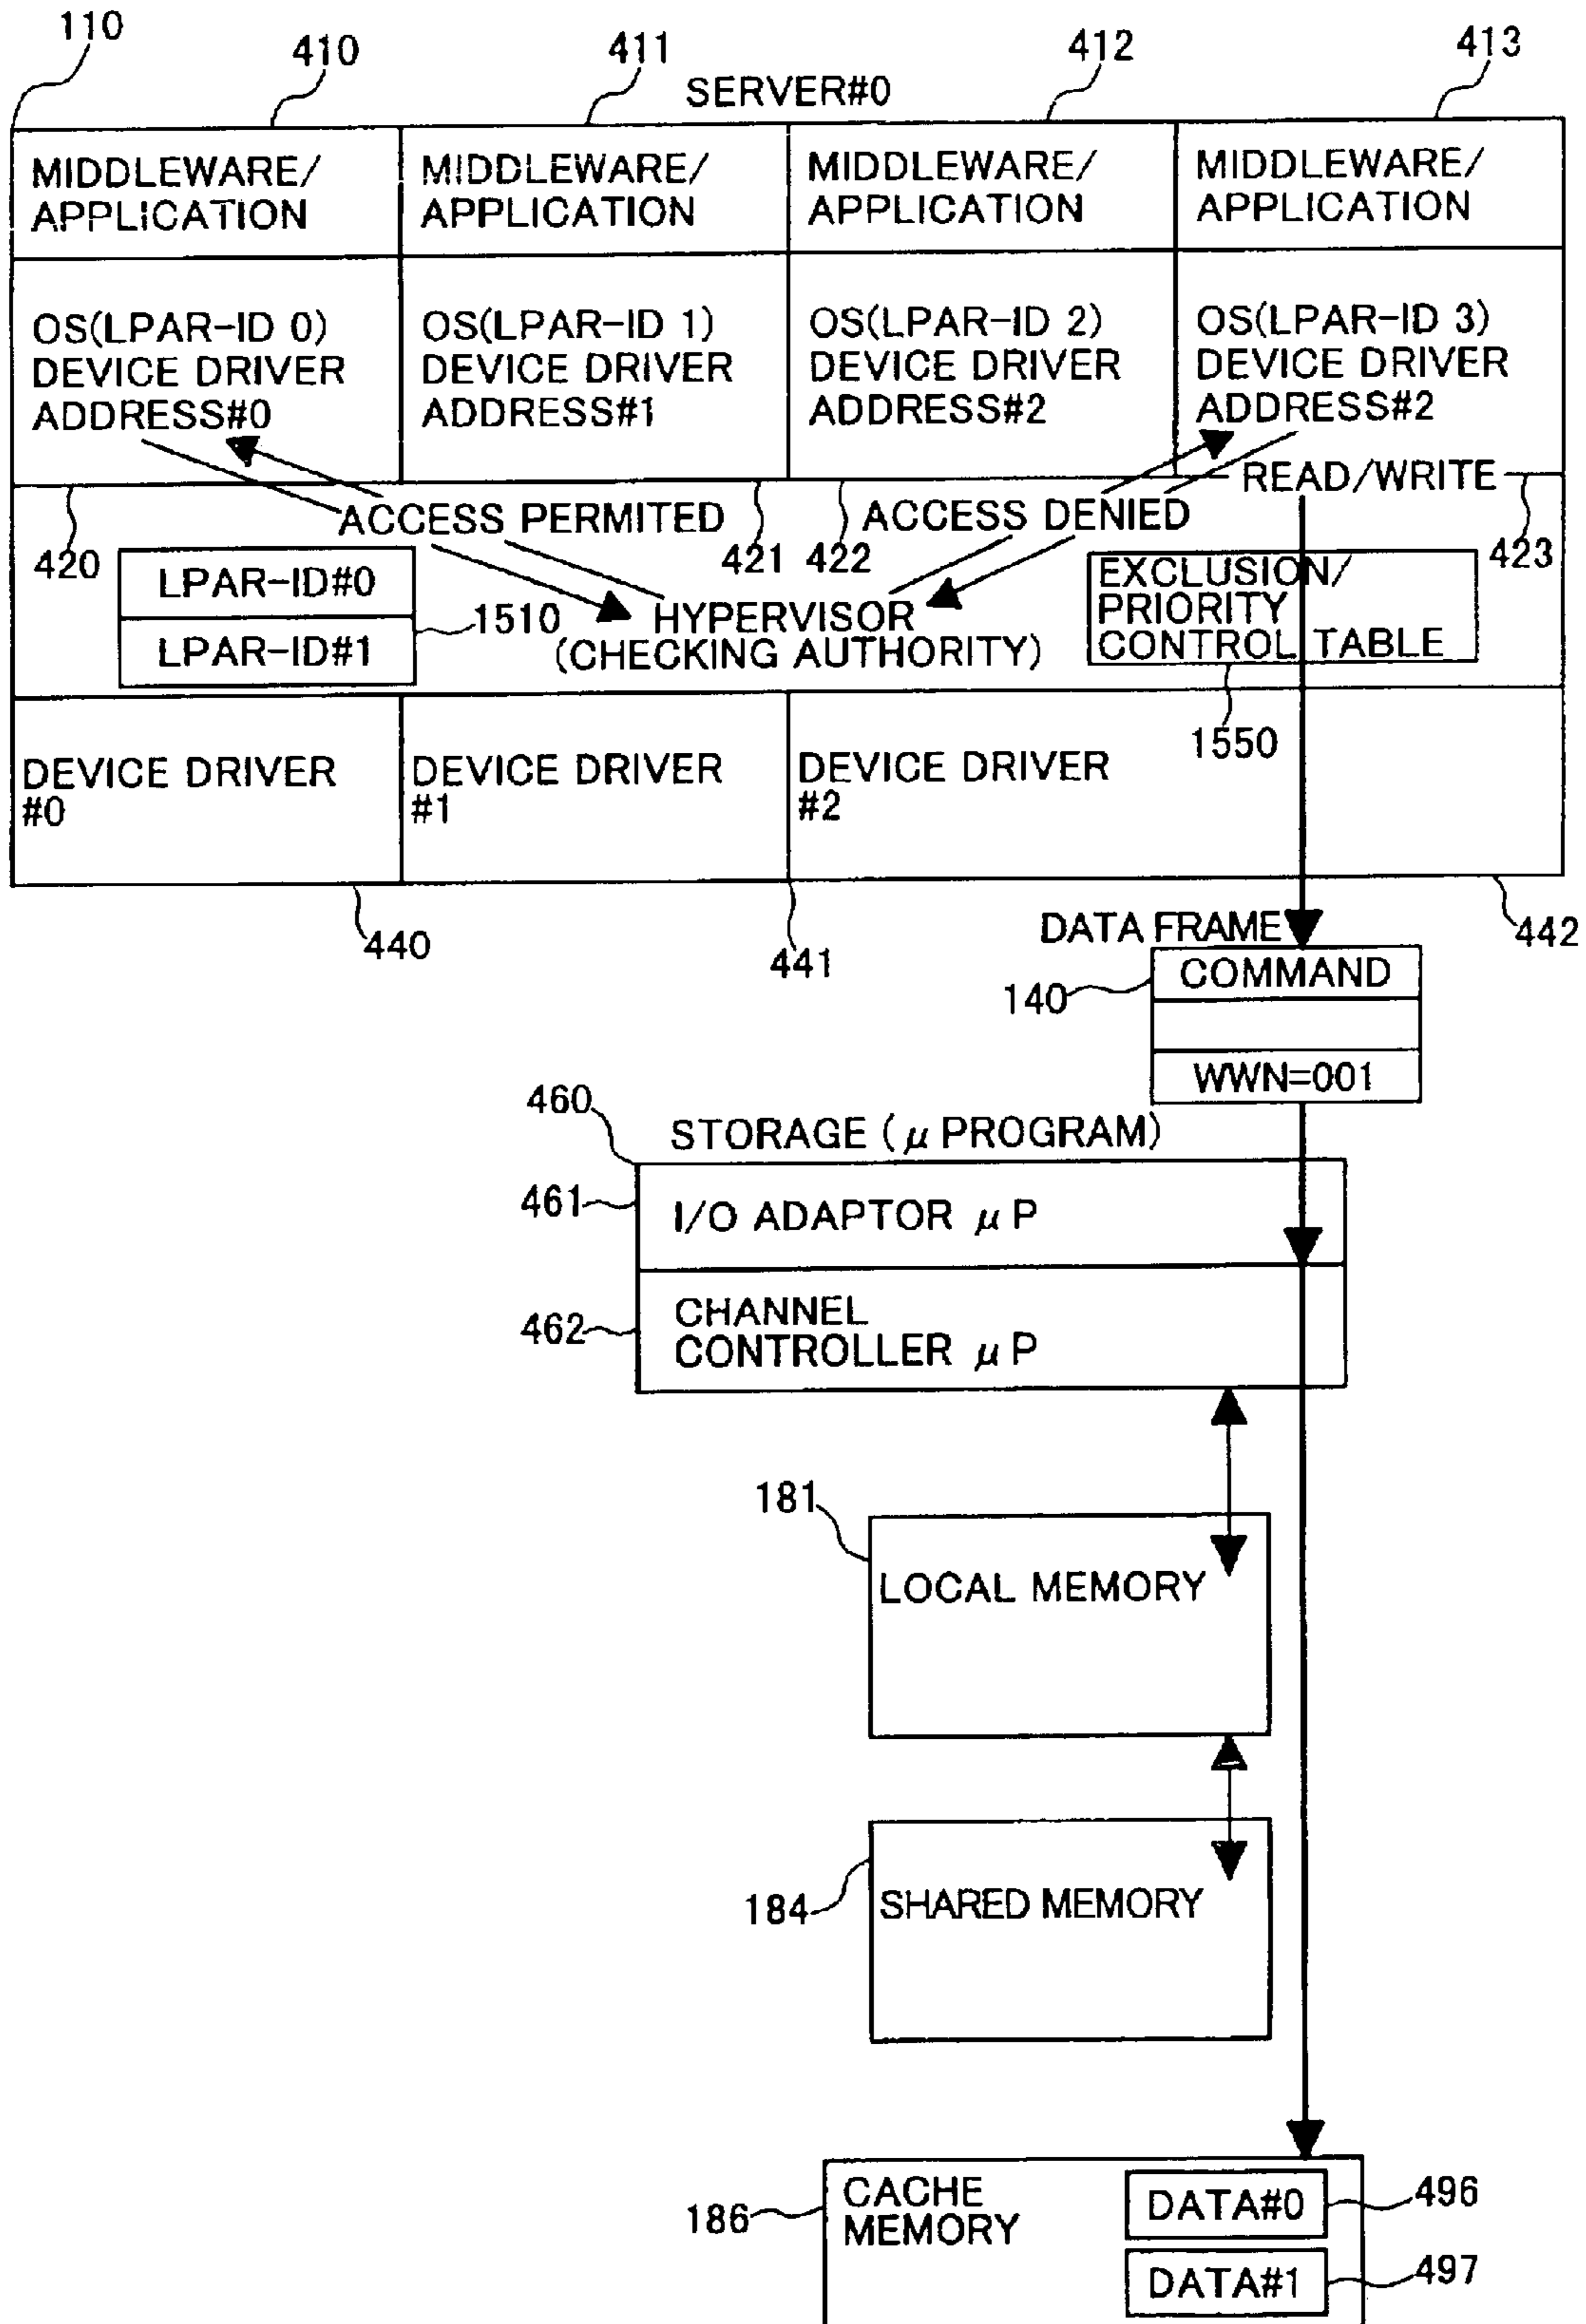 110
410
411
412
413
SERVER#0
MIDDLEWARE/
APPLICATION
MIDDLEWARE/
APPLICATION
MIDDLEWARE/
APPLICATION
MIDDLEWARE/
APPLICATION
OS(LPAR-ID 0)
DEVICE DRIVER
ADDRESS#0
OS(LPAR-ID 1)
DEVICE DRIVER
ADDRESS#1
OS(LPAR-ID 2)
DEVICE DRIVER
ADDRESS#2
OS(LPAR-ID 3)
DEVICE DRIVER
ADDRESS#2
READ/WRITE
ACCESS PERMITED
ACCESS DENIED
420
421
422
423
LPAR-ID#0
LPAR-ID#1
1510
HYPERVISOR
(CHECKING AUTHORITY)
EXCLUSION/
PRIORITY
CONTROL TABLE
1550
DEVICE DRIVER
#0
DEVICE DRIVER
#1
DEVICE DRIVER
#2
440
441
442
DATA FRAME
140
COMMAND
WWN=001
460
STORAGE (μ PROGRAM)
461
I/O ADAPTOR μ P
462
CHANNEL
CONTROLLER μ P
181
LOCAL MEMORY
184
SHARED MEMORY
186
CACHE
MEMORY
DATA#0
496
DATA#1
497